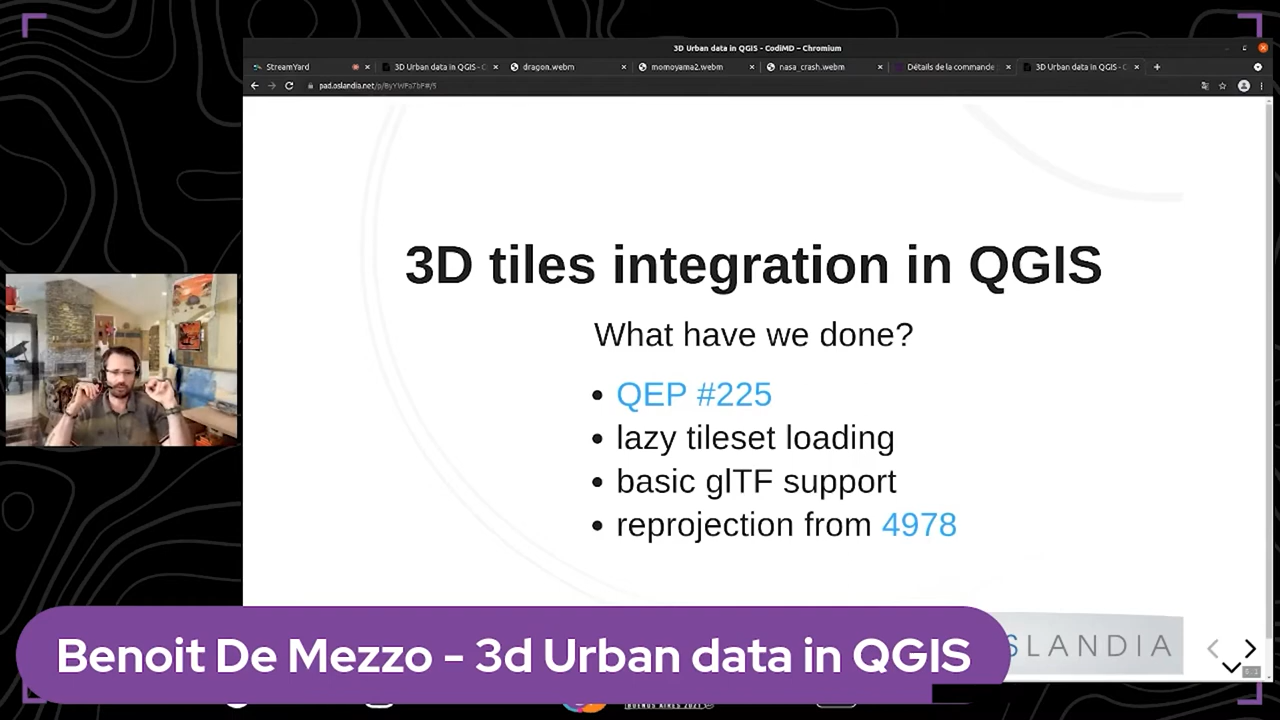 3D Urban data in QGIS - CodiMD – Chromium
StreamYard
3D Urban data in QGIS - C
dragon.webm
momoyama2.webm
nasa_crash.webm
Détails de la commande
3D Urban data in QGIS - C
3D tiles integration in QGIS
What have we done?
• QEP #225
• lazy tileset loading
• basic glTF support
• reprojection from 4978
SLANDIA
Benoit De Mezzo - 3d Urban data in QGIS
BUENOS AIRES 2021